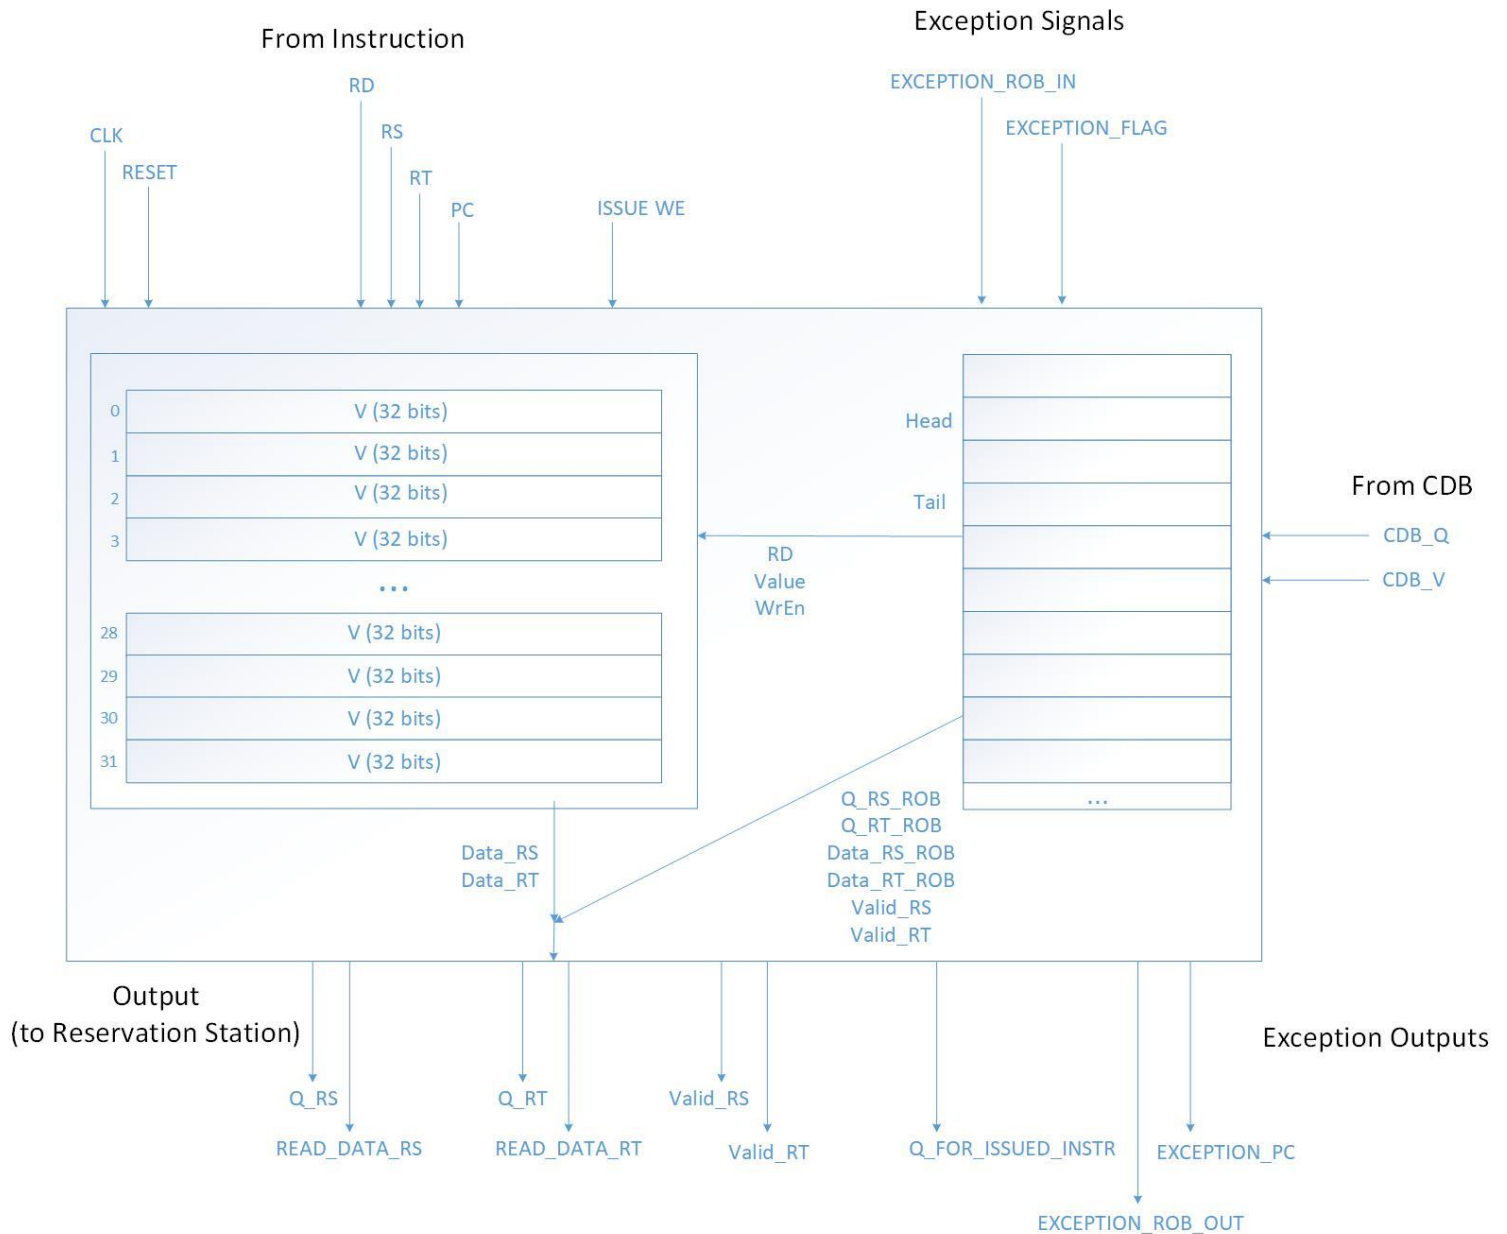 Exception Signals
From Instruction
RD
EXCEPTION_ROB_IN
RS
EXCEPTION_FLAG
CLK
RESET
RT
PC
ISSUE WE
0
V (32 bits)
Head
1
V (32 bits)
2
V (32 bits)
Tail
From CDB
3
V (32 bits)
CDB_Q
RD
Value
WrEn
CDB_V
...
28
V (32 bits)
29
V (32 bits)
30
V (32 bits)
31
V (32 bits)
...
Q_RS_ROB
Q_RT_ROB
Data_RS_ROB
Data_RT_ROB
Valid_RS
Valid_RT
Data_RS
Data_RT
Output
(to Reservation Station)
Exception Outputs
Q_RS
Q_RT
Valid_RS
READ_DATA_RS
READ_DATA_RT
Valid_RT
Q_FOR_ISSUED_INSTR
EXCEPTION_PC
EXCEPTION_ROB_OUT